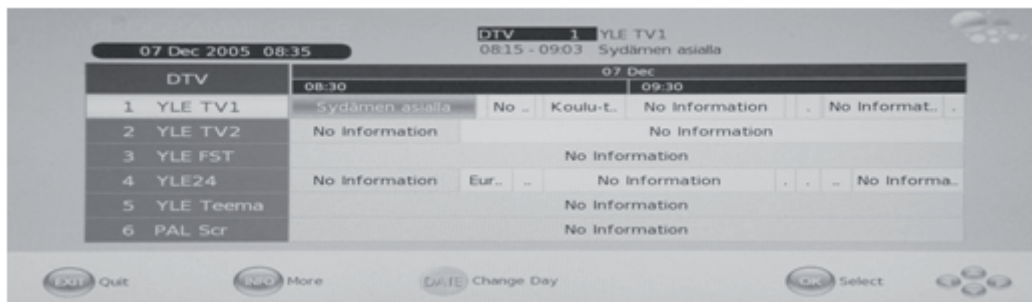 DTV 1 YLE TV1
07 Dec 2005 08:35
08:15 - 09:03 Sydämen asialla
DTV 07 Dec
08:30 09:30
1 YLE TV1 Sydämen asialla No .. Koulu-t.. No Information . No Informat.. .
2 YLE TV2 No Information No Information
3 YLE FST No Information
4 YLE24 No Information Eur.. .. No Information . . .. No Informa..
5 YLE Teema No Information
6 PAL Scr No Information
EXIT Quit INFO More DATE Change Day OK Select